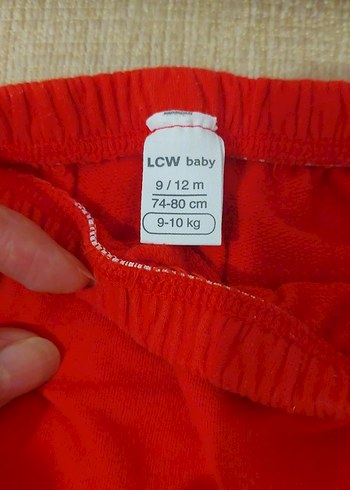 LCW baby
9 / 12 m
74-80 cm
9-10 kg